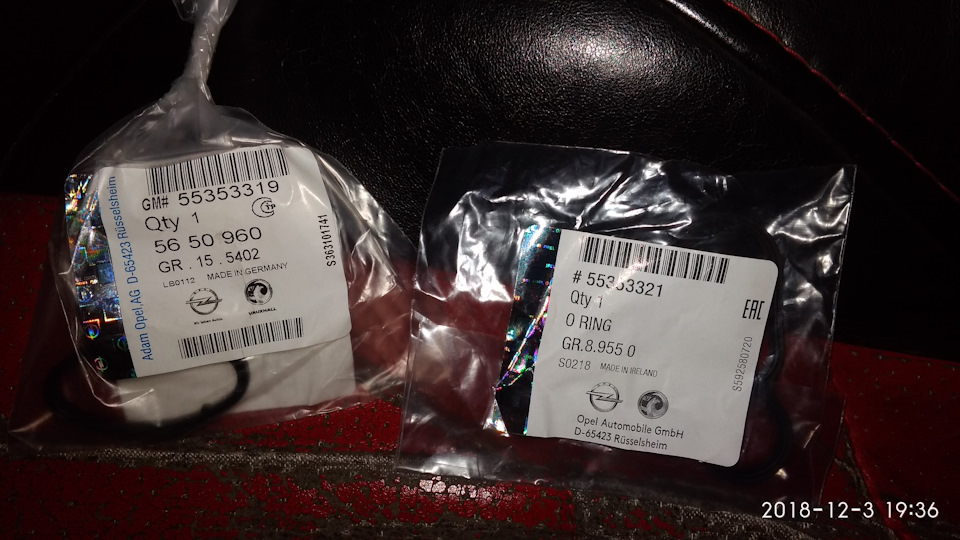 GM# 55353319
Qty 1
56 50 960
GR . 15 . 5402
LB0112 MADE IN GERMANY
VAUXHALL
Adam Opel AG D-65423 Rüsselsheim
S363101741
# 55353321
Qty 1
O RING
GR.8.955 0
S0218 MADE IN IRELAND
Opel Automobile GmbH
D-65423 Rüsselsheim
EAC
S592580720
2018-12-3 19:36